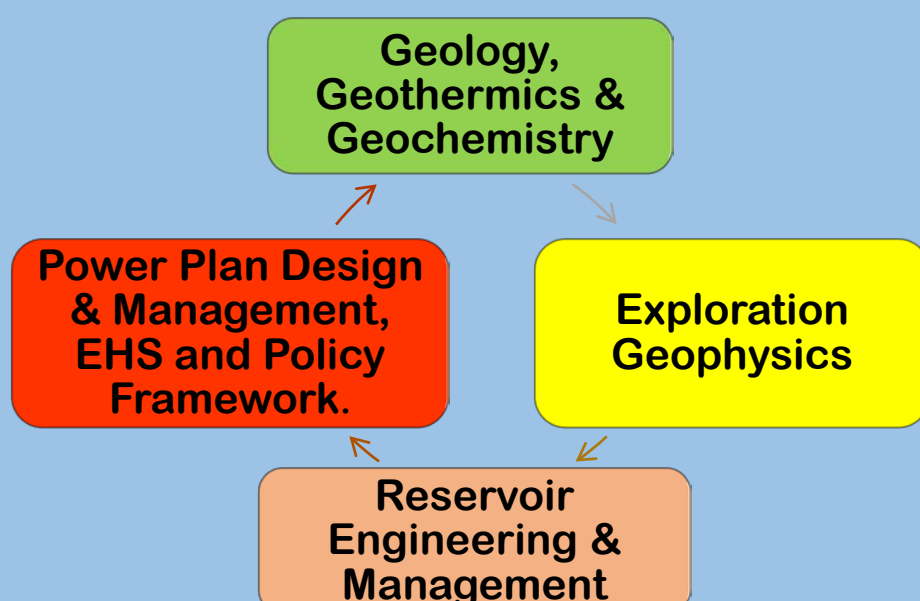 Geology,
Geothermics &
Geochemistry
Power Plan Design
& Management,
EHS and Policy
Framework.
Exploration
Geophysics
Reservoir
Engineering &
Management